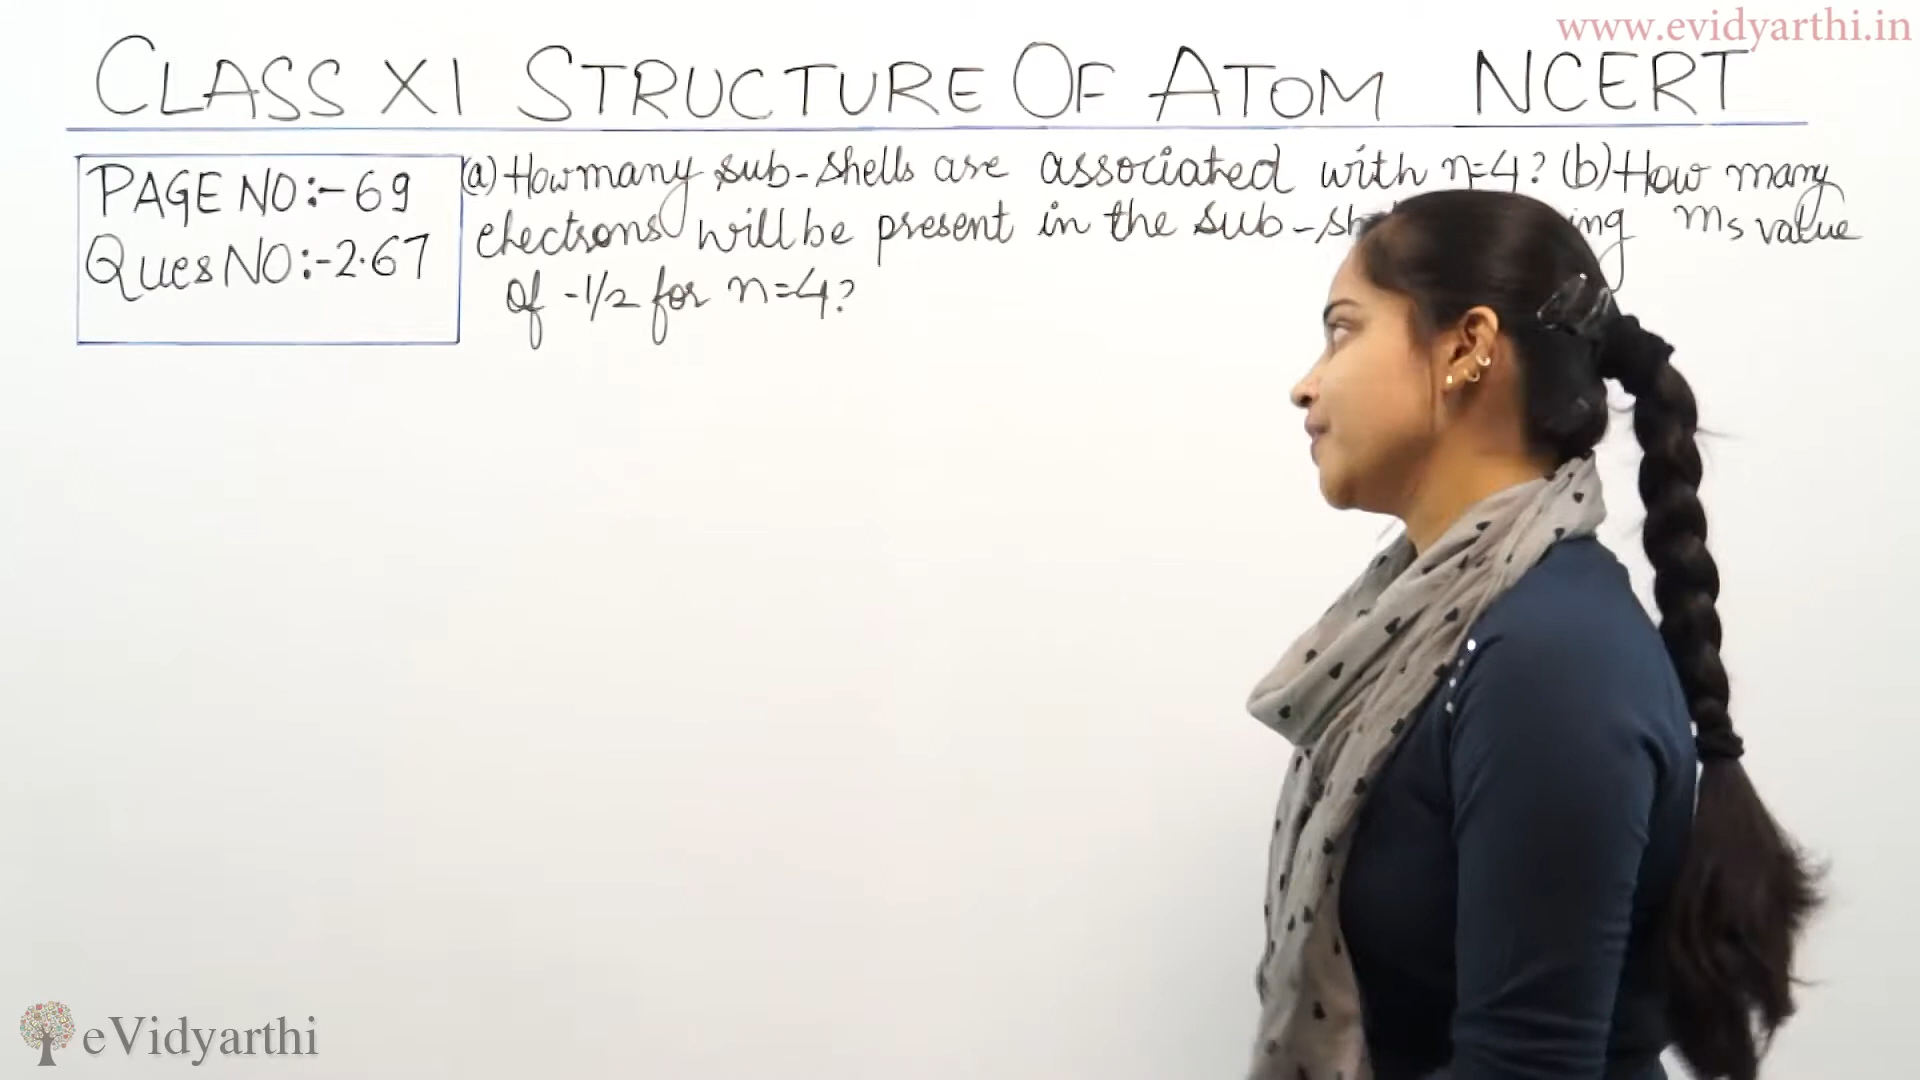 www.evidyarthi.in
CLASS XI STRUCTURE OF ATOM NCERT
PAGE NO:-69
Ques NO:-2.67
(a) How many sub-shells are associated with n=4? (b) How many
electrons will be present in the sub-sh ing ms value
of -1/2 for n=4?
eVidyarthi